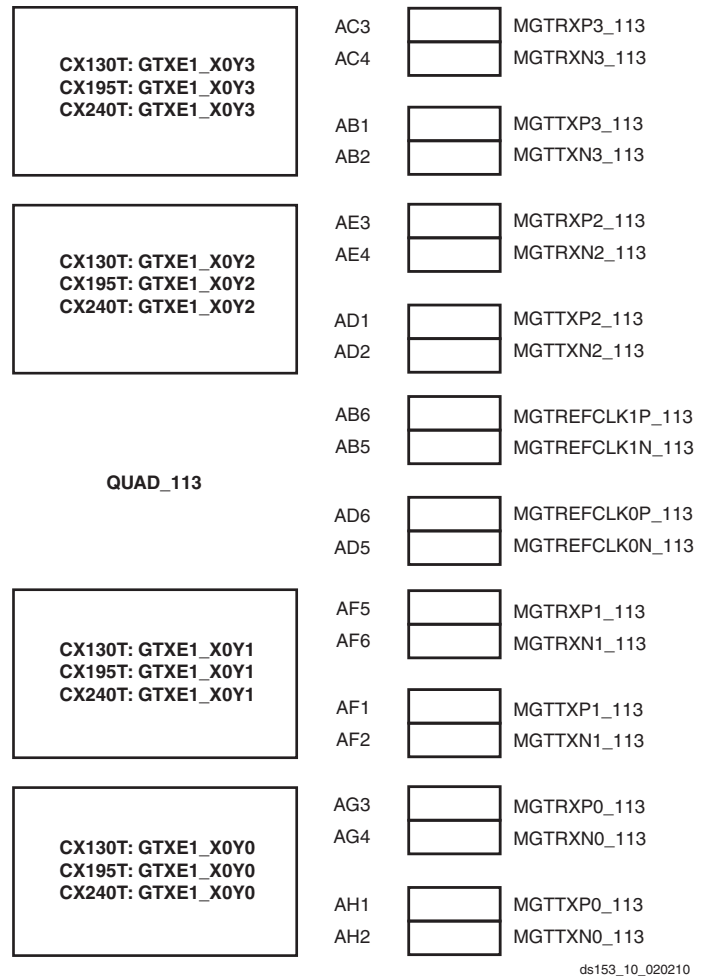 AC3 MGTRXP3_113
AC4 MGTRXN3_113
CX130T: GTXE1_X0Y3
CX195T: GTXE1_X0Y3
CX240T: GTXE1_X0Y3
AB1 MGTTXP3_113
AB2 MGTTXN3_113
AE3 MGTRXP2_113
AE4 MGTRXN2_113
CX130T: GTXE1_X0Y2
CX195T: GTXE1_X0Y2
CX240T: GTXE1_X0Y2
AD1 MGTTXP2_113
AD2 MGTTXN2_113
AB6 MGTREFCLK1P_113
AB5 MGTREFCLK1N_113
QUAD_113
AD6 MGTREFCLK0P_113
AD5 MGTREFCLK0N_113
AF5 MGTRXP1_113
AF6 MGTRXN1_113
CX130T: GTXE1_X0Y1
CX195T: GTXE1_X0Y1
CX240T: GTXE1_X0Y1
AF1 MGTTXP1_113
AF2 MGTTXN1_113
AG3 MGTRXP0_113
AG4 MGTRXN0_113
CX130T: GTXE1_X0Y0
CX195T: GTXE1_X0Y0
CX240T: GTXE1_X0Y0
AH1 MGTTXP0_113
AH2 MGTTXN0_113
ds153_10_020210